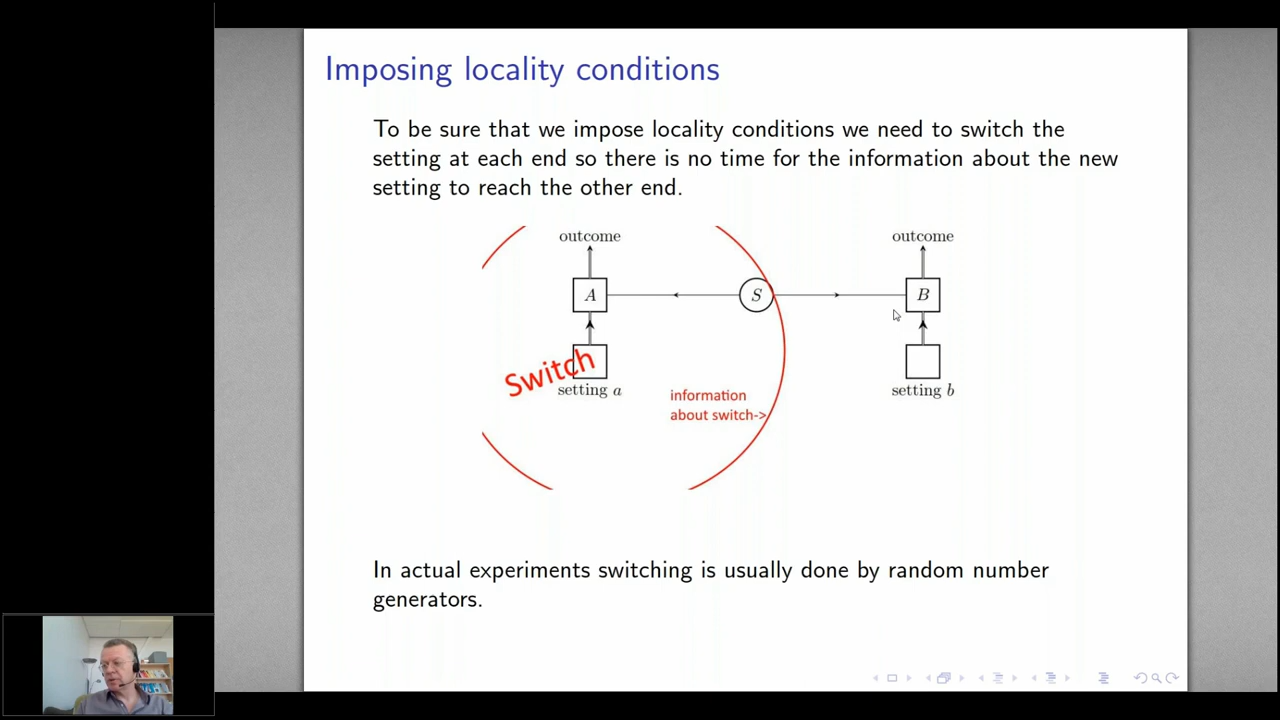 Imposing locality conditions
To be sure that we impose locality conditions we need to switch the
setting at each end so there is no time for the information about the new
setting to reach the other end.
outcome
outcome
A
S
B
Switch
setting a
information
about switch->
setting b
In actual experiments switching is usually done by random number
generators.